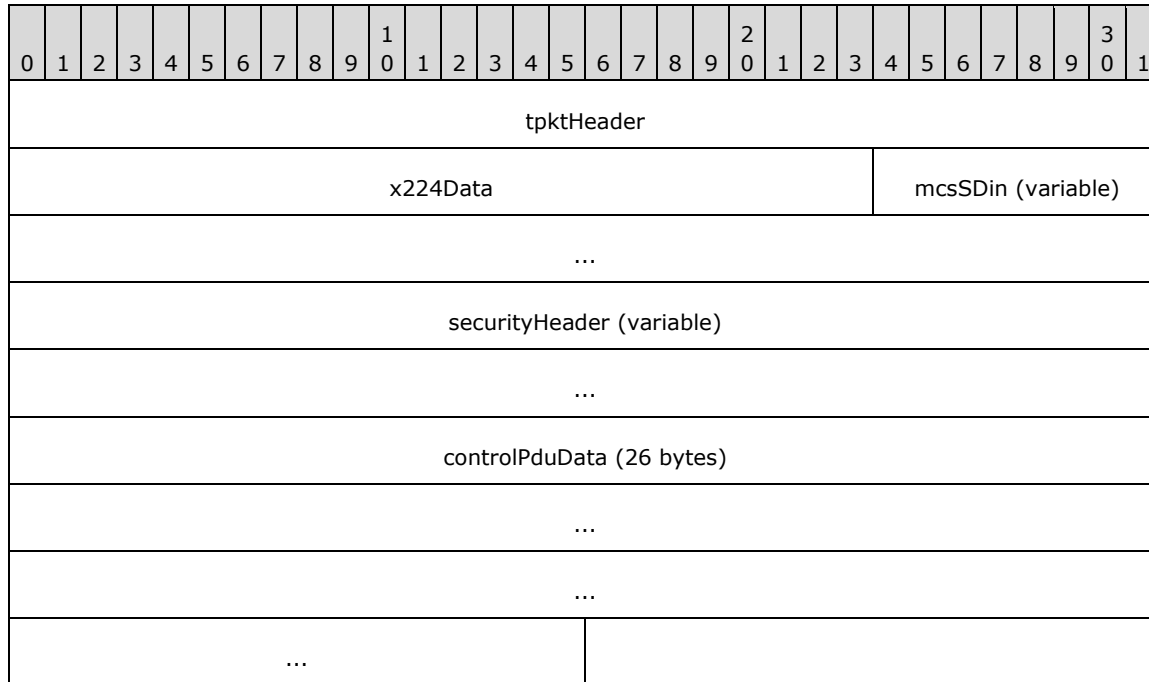 1 2 3
0 1 2 3 4 5 6 7 8 9 0 1 2 3 4 5 6 7 8 9 0 1 2 3 4 5 6 7 8 9 0 1
tpktHeader
x224Data mcsSDin (variable)
...
securityHeader (variable)
...
controlPduData (26 bytes)
...
...
...